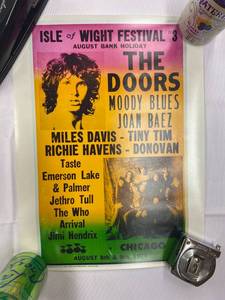 ISLE of WIGHT FESTIVAL #3
AUGUST BANK HOLIDAY
THE
DOORS
MOODY BLUES
JOAN BAEZ
MILES DAVIS - TINY TIM
RICHIE HAVENS - DONOVAN
Taste
Emerson Lake
& Palmer
Jethro Tull
The Who
Arrival
Jimi Hendrix
CHICAGO